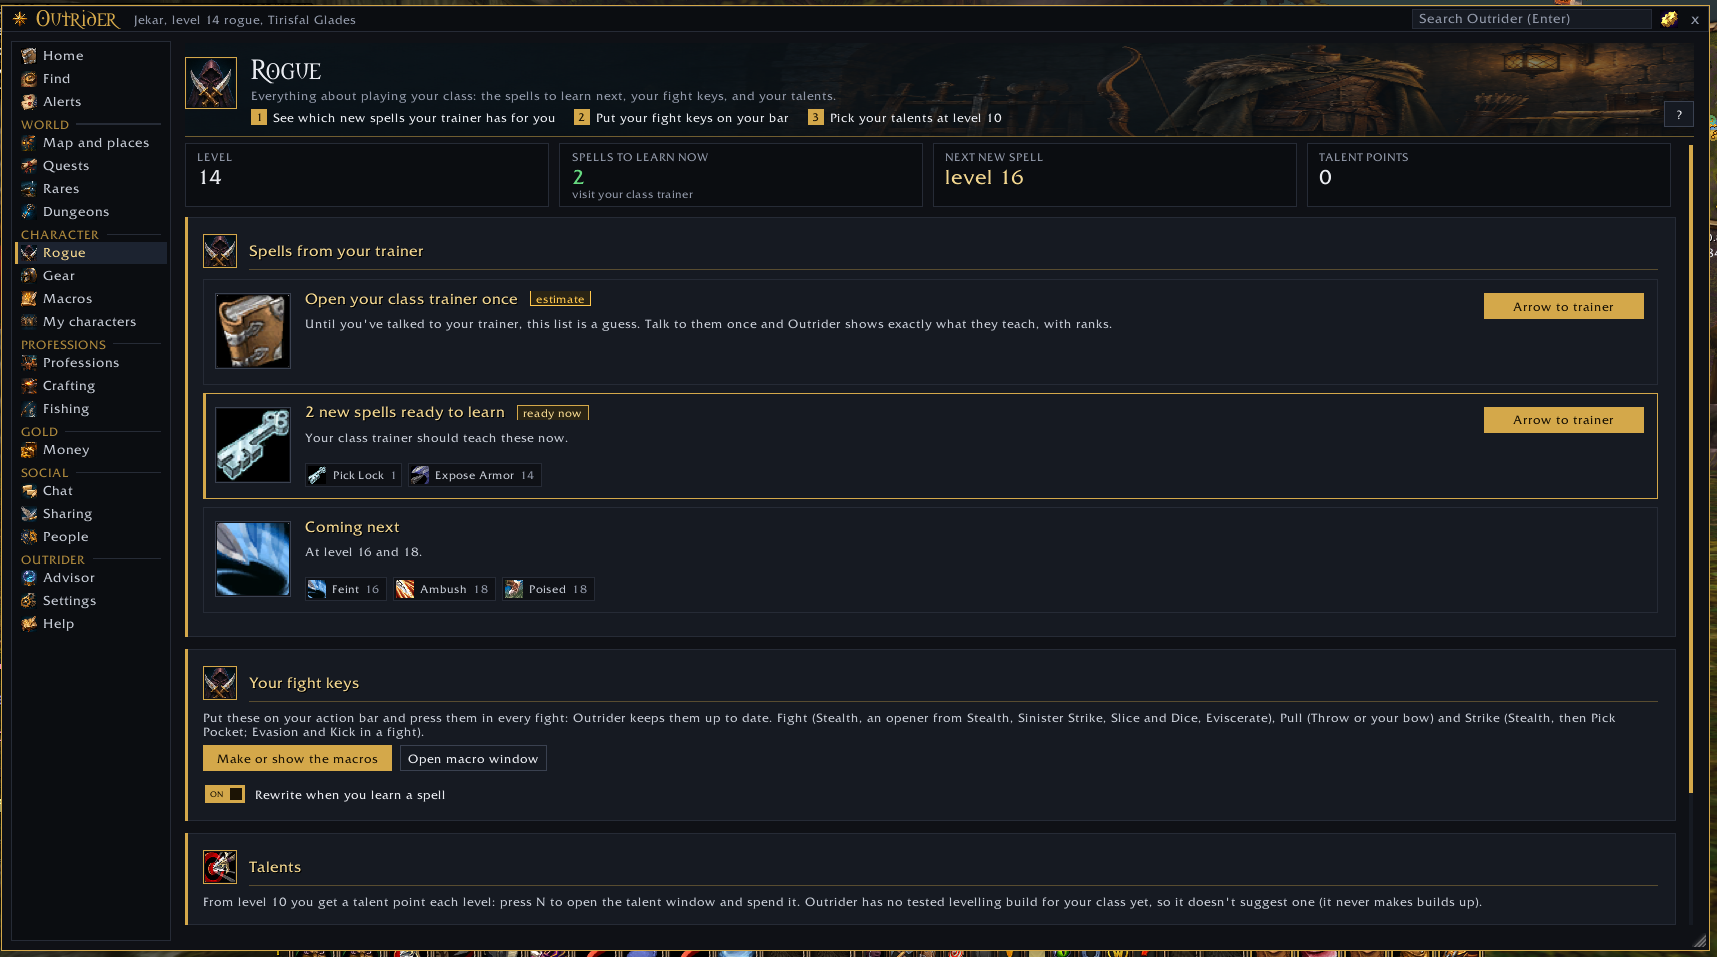 OUTRIDER Jekar, level 14 rogue, Tirisfal Glades
Search Outrider (Enter) x
Home
Find
Alerts
WORLD
Map and places
Quests
Rares
Dungeons
CHARACTER
Rogue
Gear
Macros
My characters
PROFESSIONS
Professions
Crafting
Fishing
GOLD
Money
SOCIAL
Chat
Sharing
People
OUTRIDER
Advisor
Settings
Help
ROGUE
Everything about playing your class: the spells to learn next, your fight keys, and your talents.
1 See which new spells your trainer has for you 2 Put your fight keys on your bar 3 Pick your talents at level 10
?
LEVEL
14
SPELLS TO LEARN NOW
2
visit your class trainer
NEXT NEW SPELL
level 16
TALENT POINTS
0
Spells from your trainer
Open your class trainer once estimate
Until you've talked to your trainer, this list is a guess. Talk to them once and Outrider shows exactly what they teach, with ranks.
Arrow to trainer
2 new spells ready to learn ready now
Your class trainer should teach these now.
Pick Lock 1 Expose Armor 14
Arrow to trainer
Coming next
At level 16 and 18.
Feint 16 Ambush 18 Poised 18
Your fight keys
Put these on your action bar and press them in every fight: Outrider keeps them up to date. Fight (Stealth, an opener from Stealth, Sinister Strike, Slice and Dice, Eviscerate), Pull (Throw or your bow) and Strike (Stealth, then Pick
Pocket; Evasion and Kick in a fight).
Make or show the macros Open macro window
ON Rewrite when you learn a spell
Talents
From level 10 you get a talent point each level: press N to open the talent window and spend it. Outrider has no tested levelling build for your class yet, so it doesn't suggest one (it never makes builds up).